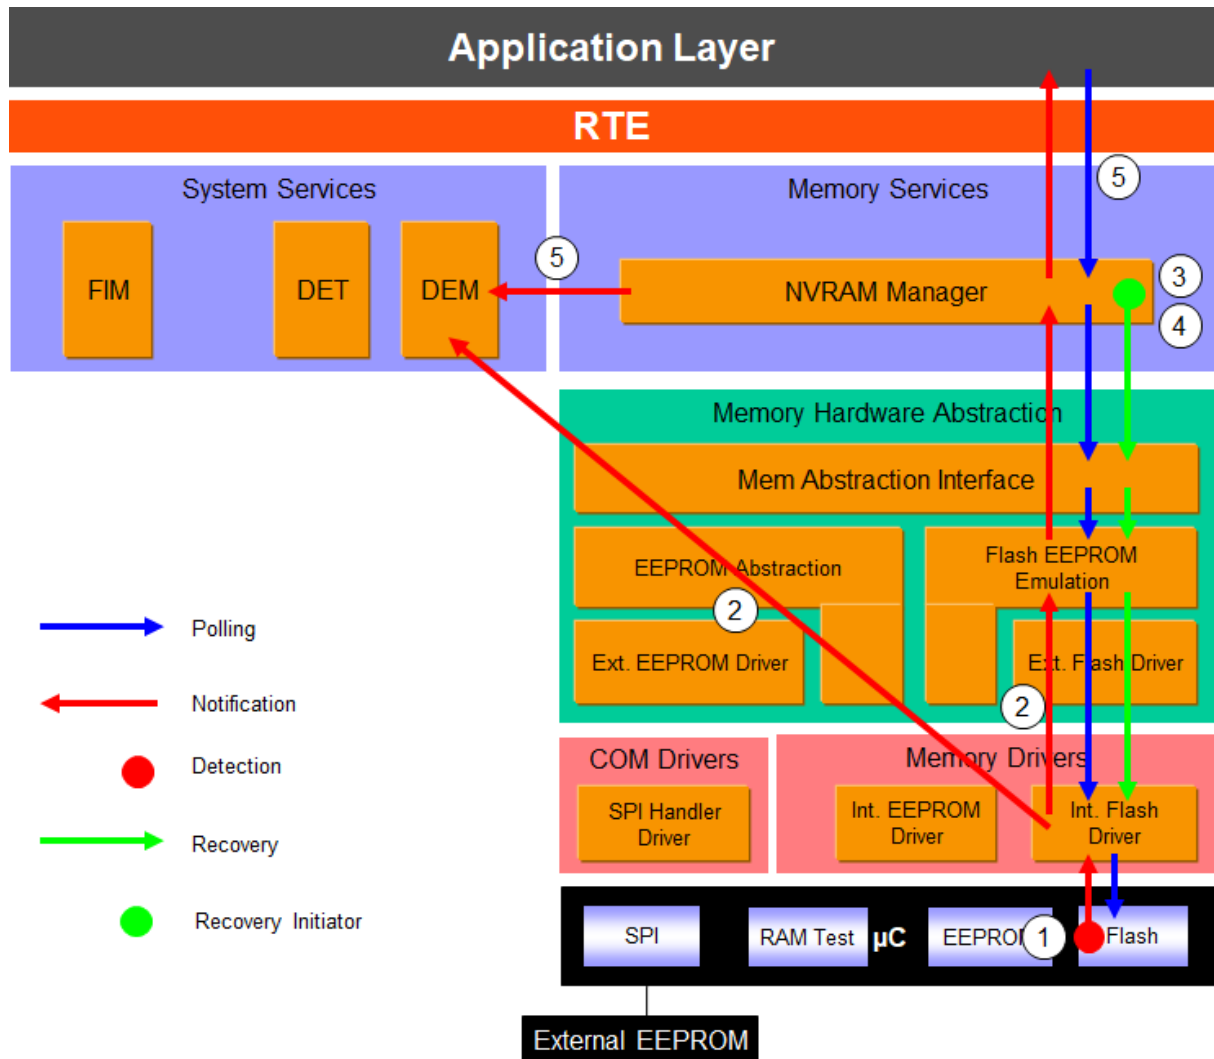 Application Layer
RTE
System Services
Memory Services
5
5
FIM
DET
DEM
NVRAM Manager
3
4
Memory Hardware Abstraction
Mem Abstraction Interface
EEPROM Abstraction
Flash EEPROM
Emulation
2
Ext. EEPROM Driver
Ext. Flash Driver
2
Polling
Notification
Detection
Recovery
Recovery Initiator
COM Drivers
Memory Drivers
SPI Handler
Driver
Int. EEPROM
Driver
Int. Flash
Driver
SPI
RAM Test
µC
EEPROM
1
Flash
External EEPROM